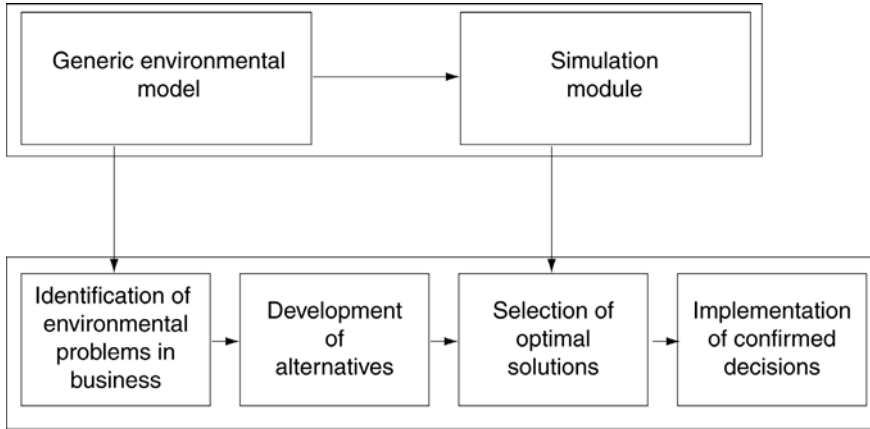 Generic environmental
model
Simulation
module
Identification of
environmental
problems in
business
Development
of
alternatives
Selection of
optimal
solutions
Implementation
of confirmed
decisions